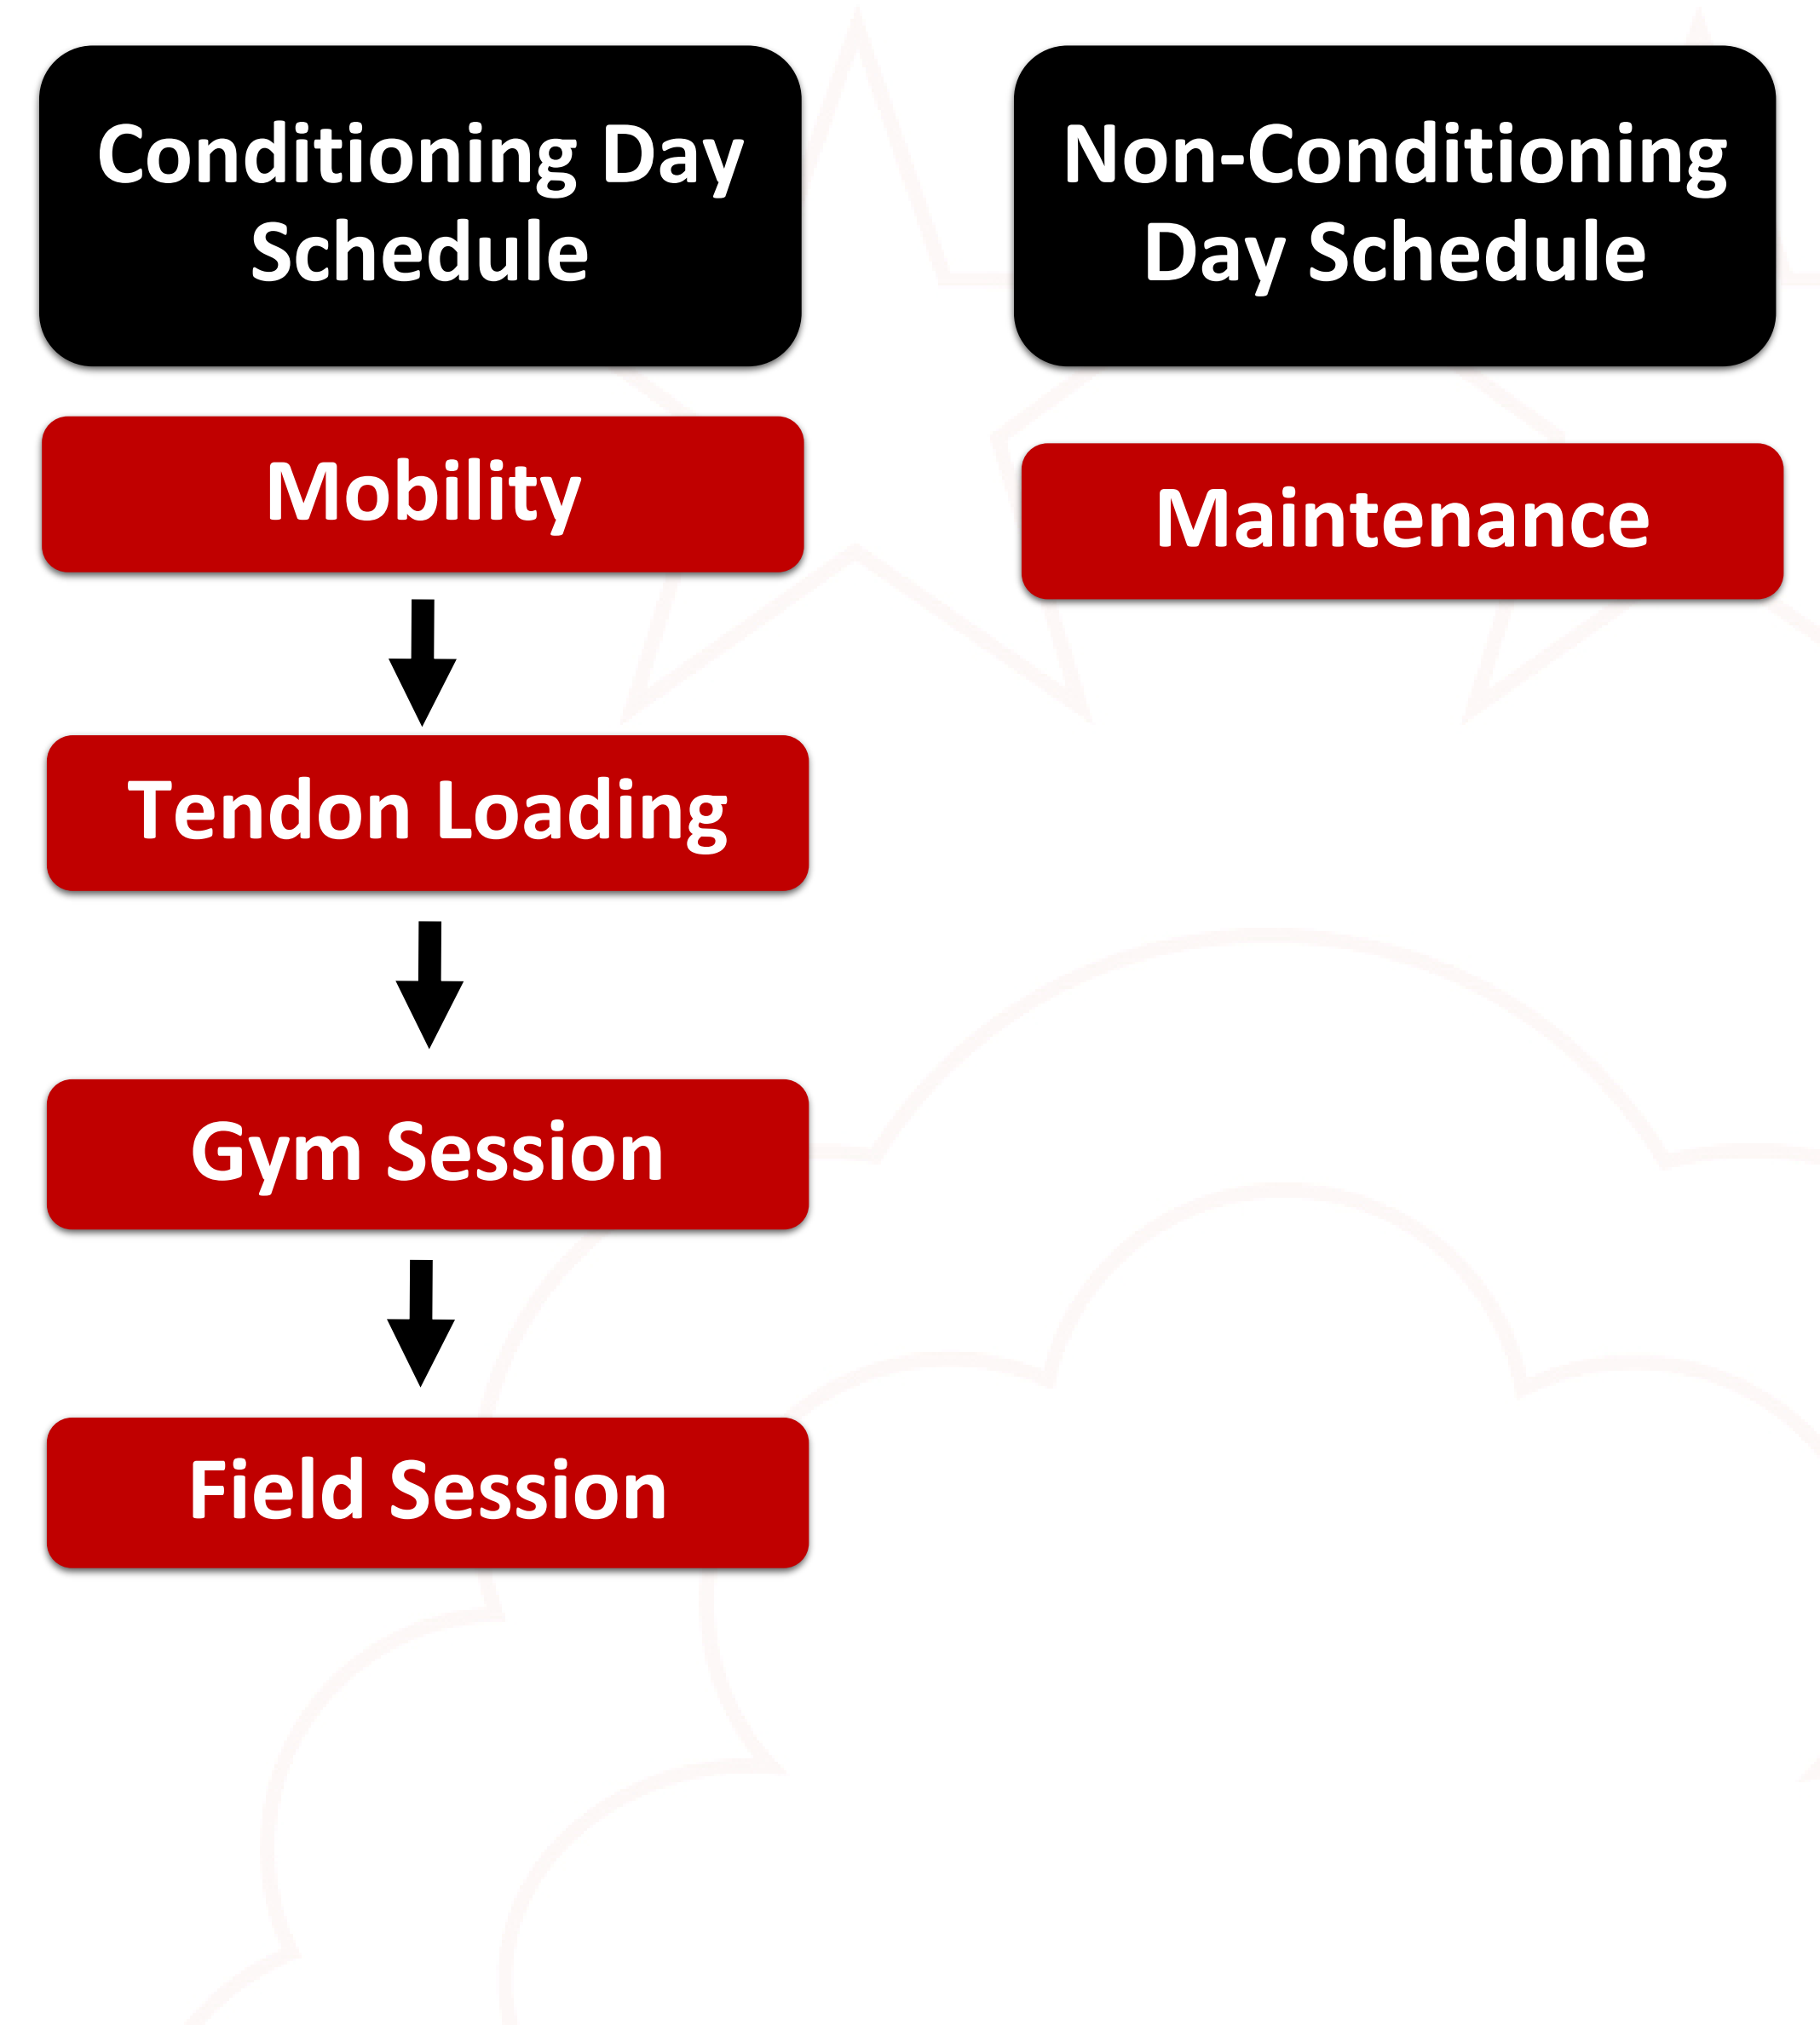 Conditioning Day
Schedule
Mobility
Tendon Loading
Gym Session
Field Session
Non-Conditioning
Day Schedule
Maintenance